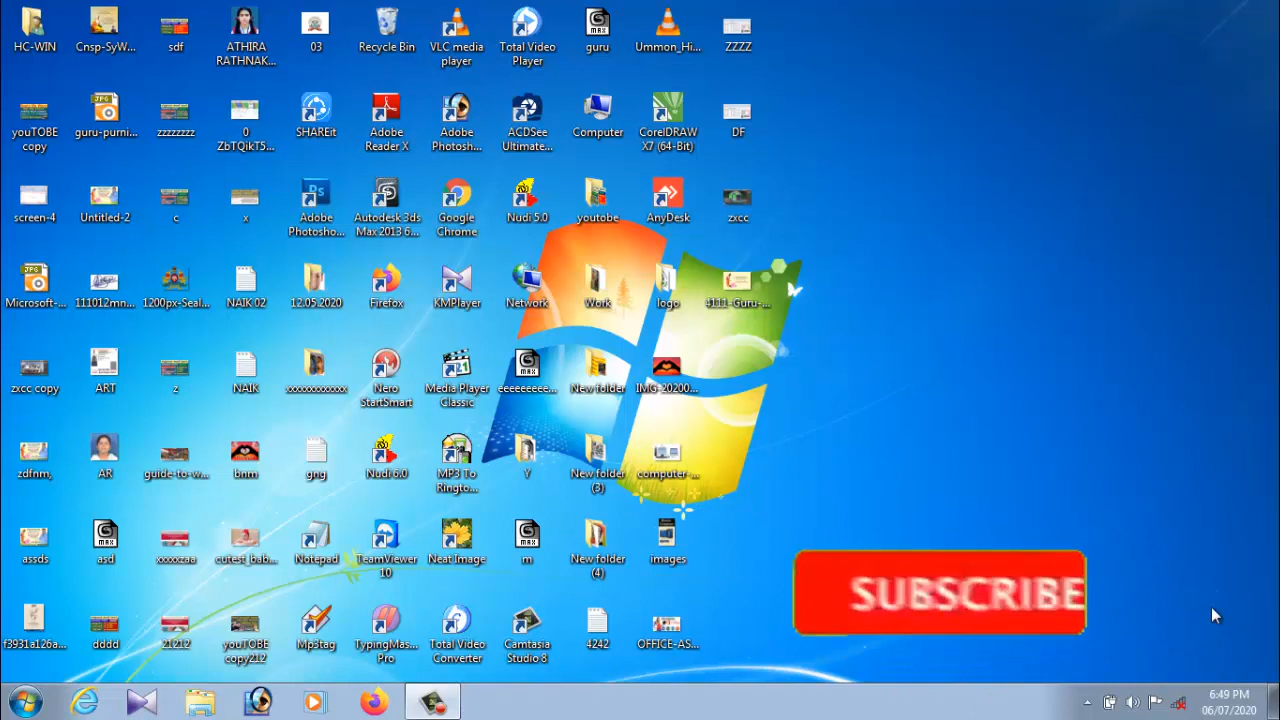 HC-WIN
Cnsp-SyW...
sdf
ATHIRA
RATHNAK...
03
Recycle Bin
VLC media
player
Total Video
Player
guru
Ummon_Hi...
ZZZZ
youTOBE
copy
guru-purni...
zzzzzzzz
0
ZbTQikT5...
SHAREit
Adobe
Reader X
Adobe
Photosh...
ACDSee
Ultimate...
Computer
CorelDRAW
X7 (64-Bit)
DF
screen-4
Untitled-2
c
x
Adobe
Photosho...
Autodesk 3ds
Max 2013 6...
Google
Chrome
Nudi 5.0
youtobe
AnyDesk
zxcc
Microsoft-...
111012mn...
1200px-Seal...
NAIK 02
12.05.2020
Firefox
KMPlayer
Network
Work
logo
4111-Guru-...
zxcc copy
ART
z
NAIK
xxxxxxxxxxxx
Nero
StartSmart
Media Player
Classic
eeeeeeeee...
New folder
IMG-20200...
zdfnm,
AR
guide-to-w...
bnm
gng
Nudi 6.0
MP3 To
Ringto...
Y
New folder
(3)
computer-...
assds
asd
xxxxxzaa
cutest_bab...
Notepad
TeamViewer
10
Neat Image
m
New folder
(4)
images
SUBSCRIBE
f3931a126a...
dddd
21212
youTOBE
copy212
Mp3tag
TypingMas...
Pro
Total Video
Converter
Camtasia
Studio 8
4242
OFFICE-AS...
6:49 PM
06/07/2020